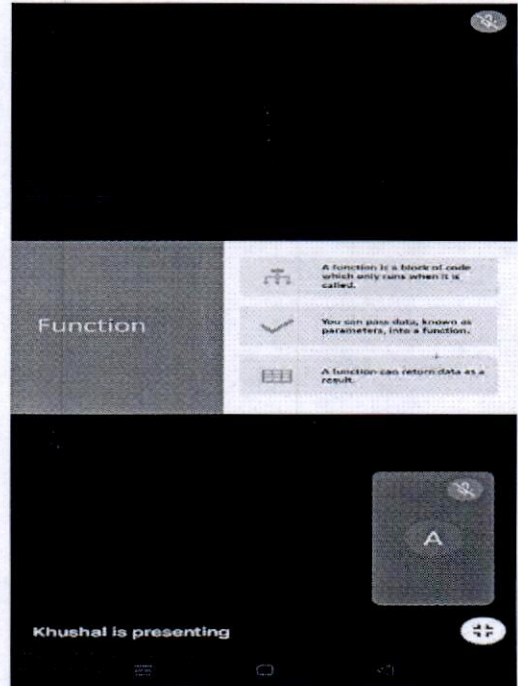 Function
A function is a block of code
which only runs when it is
called.
You can pass data, known as
parameters, into a function.
A function can return data as a
result.
A
Khushal is presenting